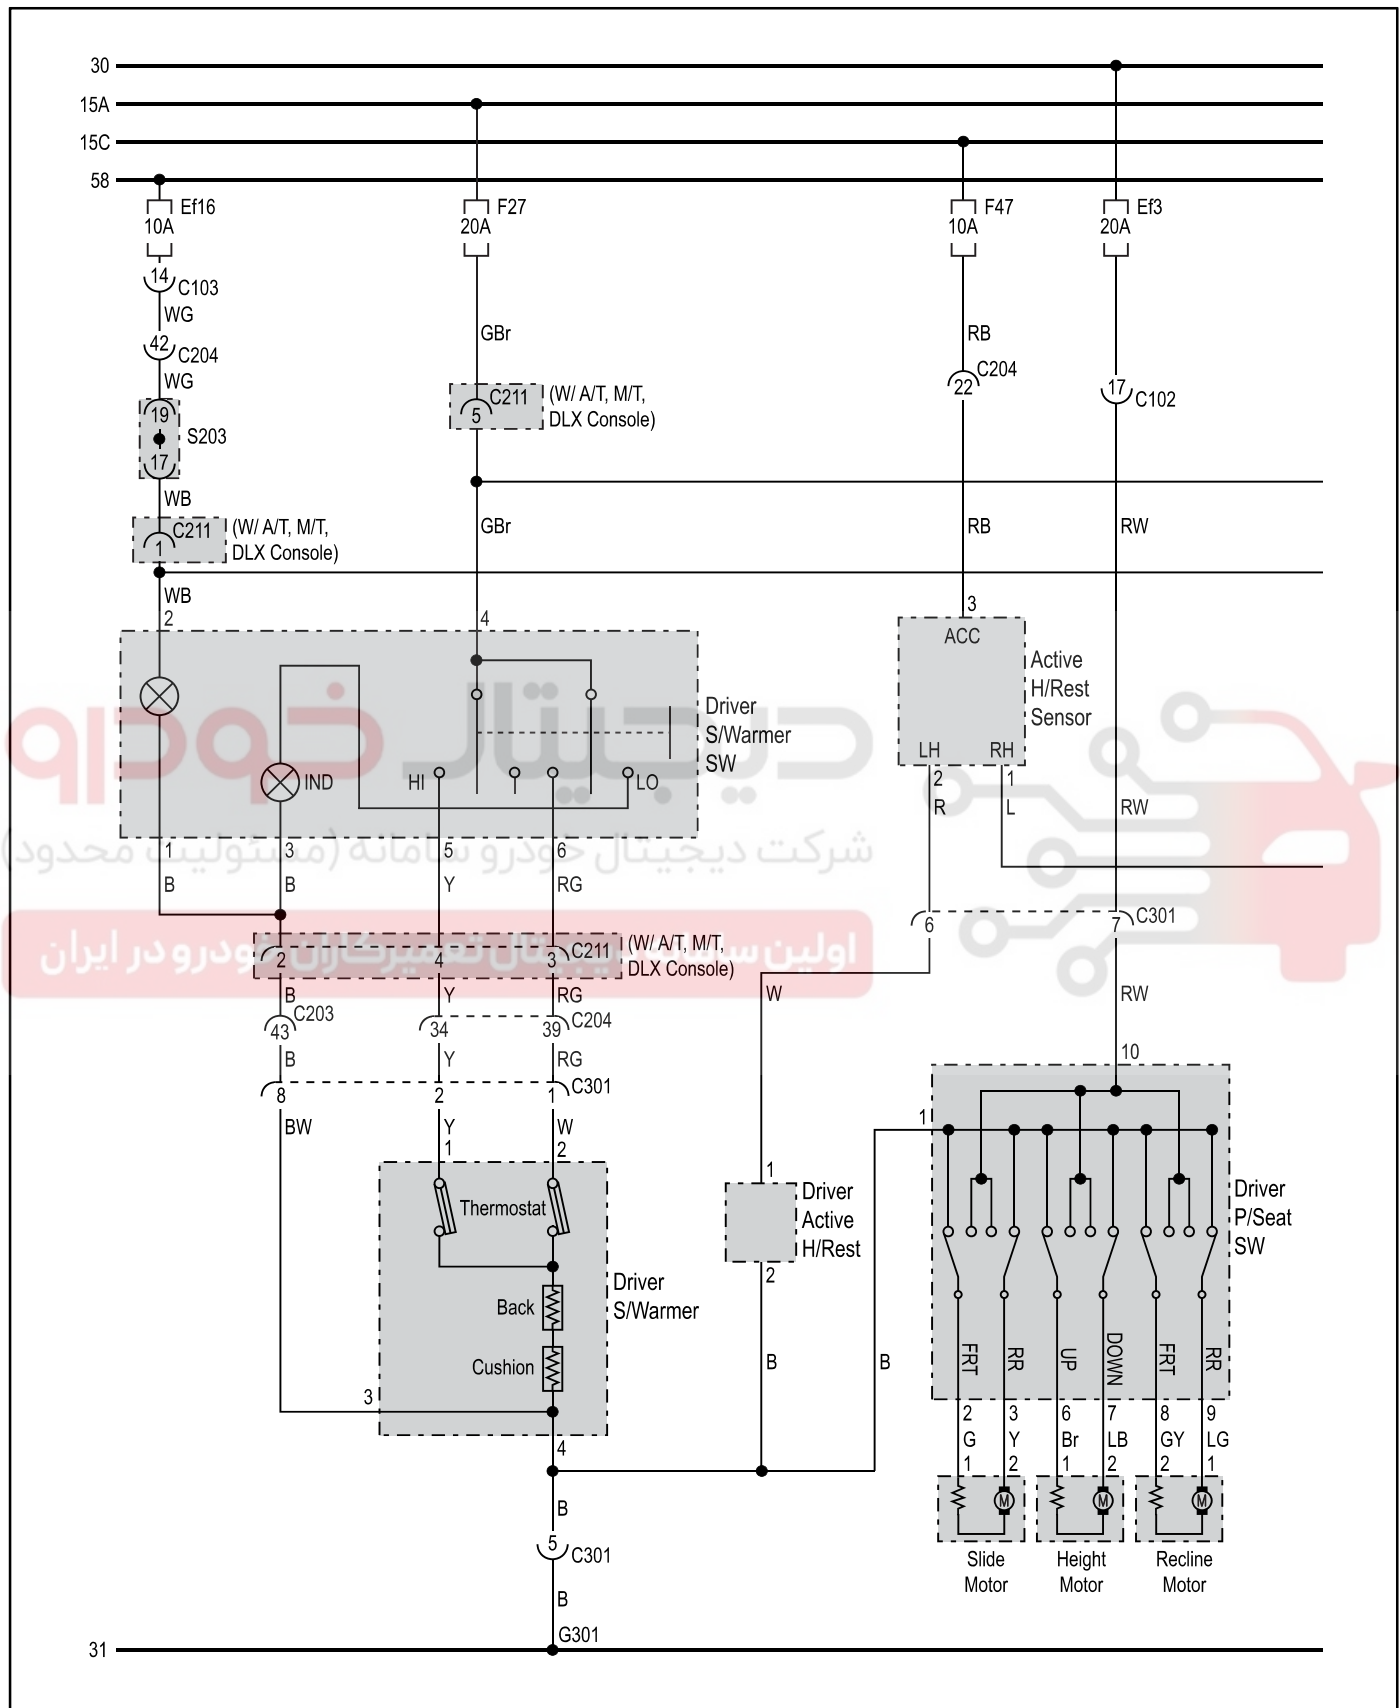 30
15A
15C
58
Ef16
10A
F27
20A
F47
10A
Ef3
20A
14
C103
WG
42
C204
WG
19
S203
17
WB
C211
1
(W/ A/T, M/T,
DLX Console)
WB
2
GBr
C211
5
(W/ A/T, M/T,
DLX Console)
GBr
4
RB
C204
22
RB
3
17
C102
RW
ACC
Active
H/Rest
Sensor
LH
RH
2
1
R
L
RW
IND
HI
LO
Driver
S/Warmer
SW
دیجیتال خودرو
شرکت دیجیتال خودرو سامانه (مسئولیت محدود)
اولین سامانه دیجیتال تعمیرکاران خودرو در ایران
1
3
5
6
B
B
Y
RG
2
4
3
C211
(W/ A/T, M/T,
DLX Console)
B
Y
RG
43
C203
34
39
C204
B
Y
RG
8
2
1
C301
BW
Y
W
1
2
6
7
C301
W
RW
10
1
Thermostat
Back
Cushion
Driver
S/Warmer
3
4
1
Driver
Active
H/Rest
2
B
B
Driver
P/Seat
SW
FRT
RR
UP
DOWN
FRT
RR
2
3
6
7
8
9
G
Y
Br
LB
GY
LG
1
2
1
2
2
1
M
M
M
Slide
Motor
Height
Motor
Recline
Motor
B
5
C301
B
G301
31